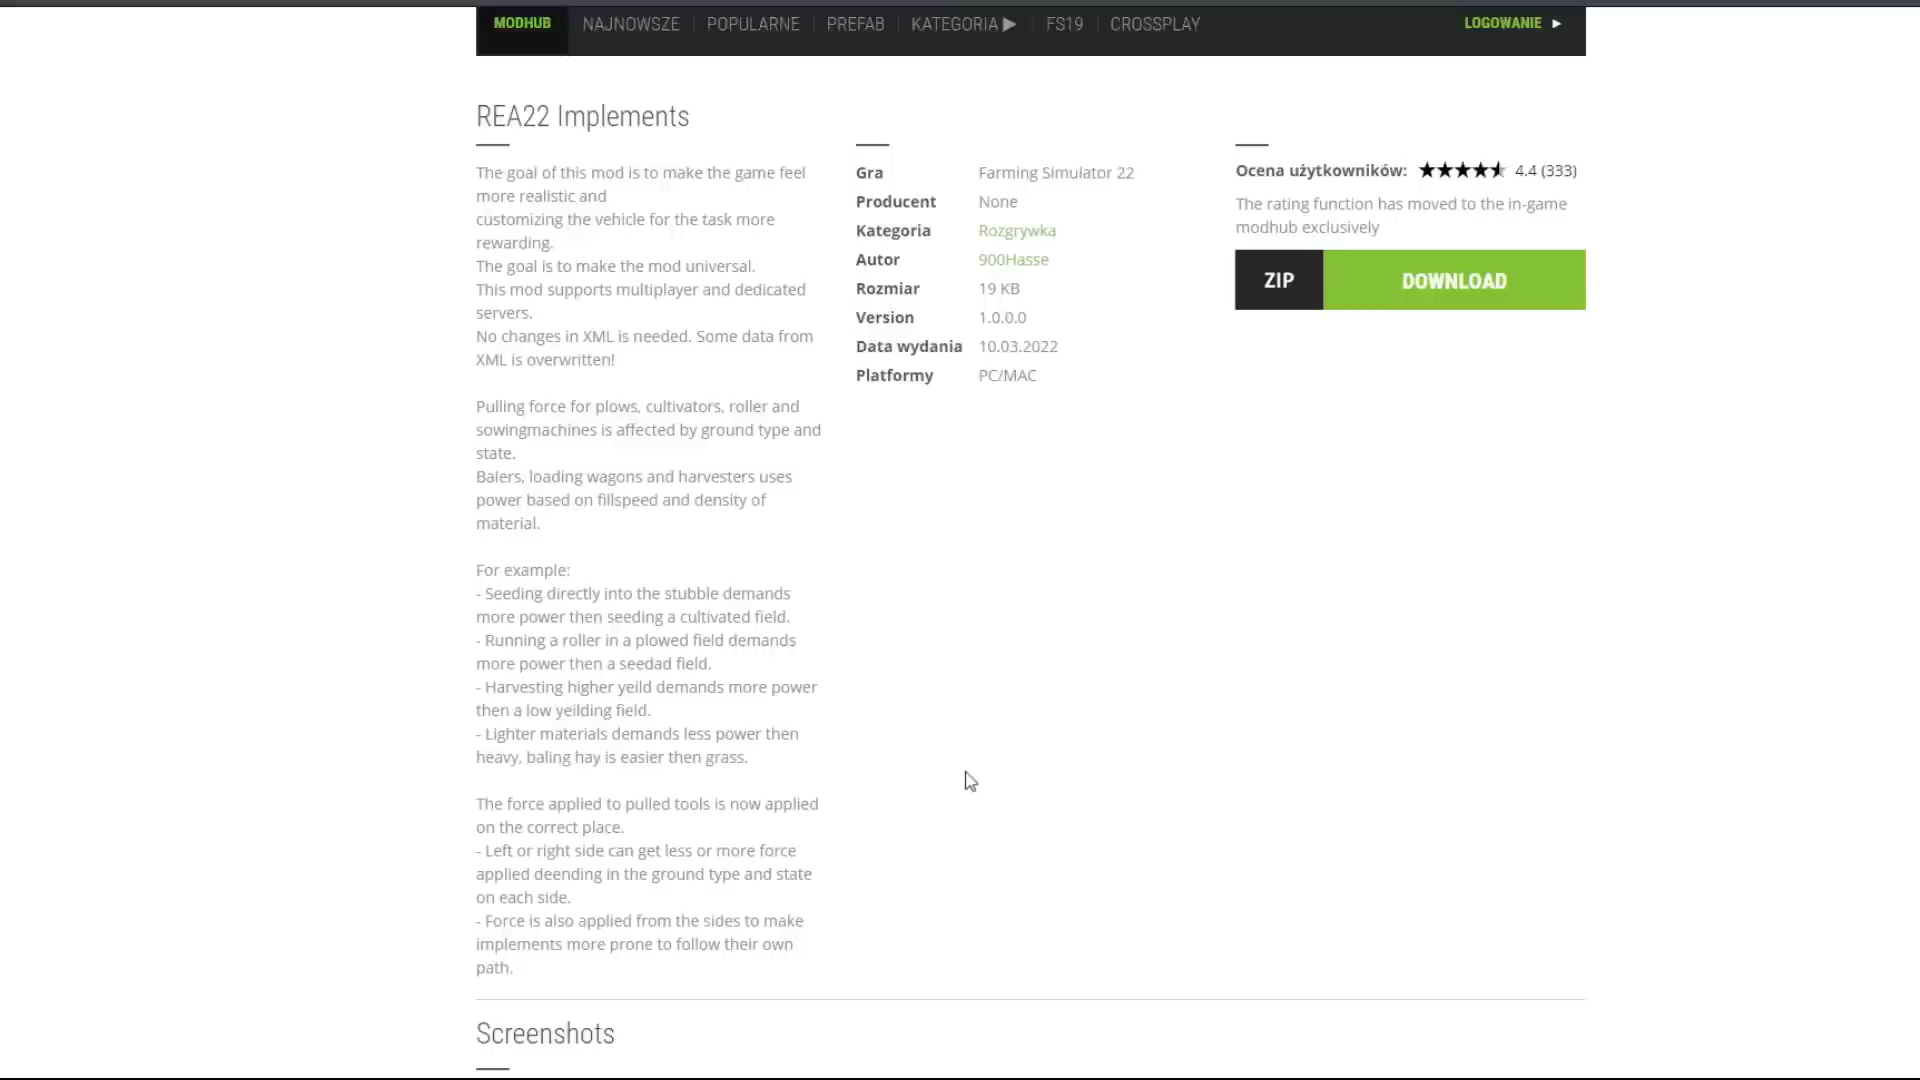 MODHUB NAJNOWSZE POPULARNE PREFAB KATEGORIA▶ FS19 CROSSPLAY LOGOWANIE ►
REA22 Implements
The goal of this mod is to make the game feel
more realistic and
customizing the vehicle for the task more
rewarding.
The goal is to make the mod universal.
This mod supports multiplayer and dedicated
servers.
No changes in XML is needed. Some data from
XML is overwritten!
Pulling force for plows, cultivators, roller and
sowingmachines is affected by ground type and
state.
Balers, loading wagons and harvesters uses
power based on fillspeed and density of
material.
For example:
- Seeding directly into the stubble demands
more power then seeding a cultivated field.
- Running a roller in a plowed field demands
more power then a seedad field.
- Harvesting higher yeild demands more power
then a low yeilding field.
- Lighter materials demands less power then
heavy, baling hay is easier then grass.
The force applied to pulled tools is now applied
on the correct place.
- Left or right side can get less or more force
applied deending in the ground type and state
on each side.
- Force is also applied from the sides to make
implements more prone to follow their own
path.
Gra Farming Simulator 22
Producent None
Kategoria Rozgrywka
Autor 900Hasse
Rozmiar 19 KB
Version 1.0.0.0
Data wydania 10.03.2022
Platformy PC/MAC
Ocena użytkowników: 4.4 (333)
The rating function has moved to the in-game
modhub exclusively
ZIP DOWNLOAD
Screenshots